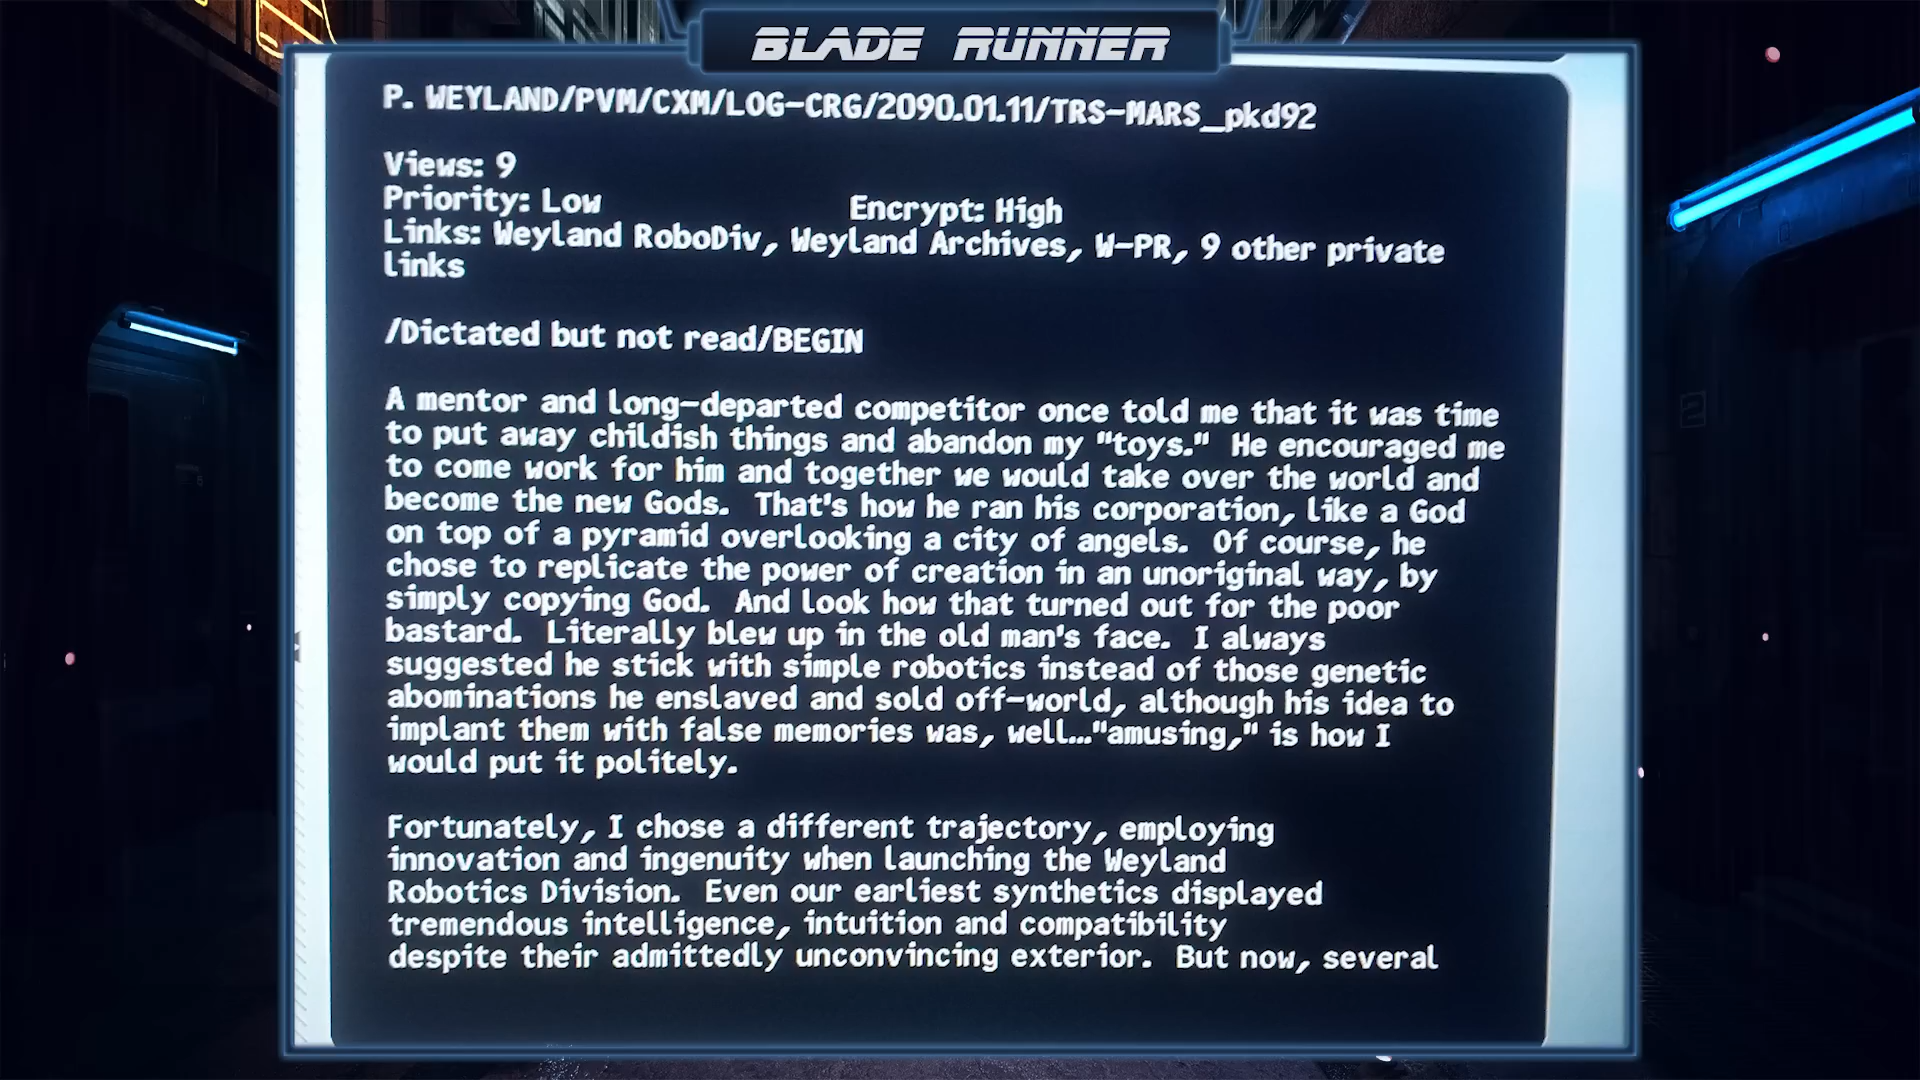 BLADE RUNNER
P. WEYLAND/PVM/CXM/LOG-CRG/2090.01.11/TRS-MARS_pkd92
Views: 9
Priority: Low Encrypt: High
Links: Weyland RoboDiv, Weyland Archives, W-PR, 9 other private
links
/Dictated but not read/BEGIN
A mentor and long-departed competitor once told me that it was time
to put away childish things and abandon my "toys." He encouraged me
to come work for him and together we would take over the world and
become the new Gods. That's how he ran his corporation, like a God
on top of a pyramid overlooking a city of angels. Of course, he
chose to replicate the power of creation in an unoriginal way, by
simply copying God. And look how that turned out for the poor
bastard. Literally blew up in the old man's face. I always
suggested he stick with simple robotics instead of those genetic
abominations he enslaved and sold off-world, although his idea to
implant them with false memories was, well..."amusing," is how I
would put it politely.
Fortunately, I chose a different trajectory, employing
innovation and ingenuity when launching the Weyland
Robotics Division. Even our earliest synthetics displayed
tremendous intelligence, intuition and compatibility
despite their admittedly unconvincing exterior. But now, several